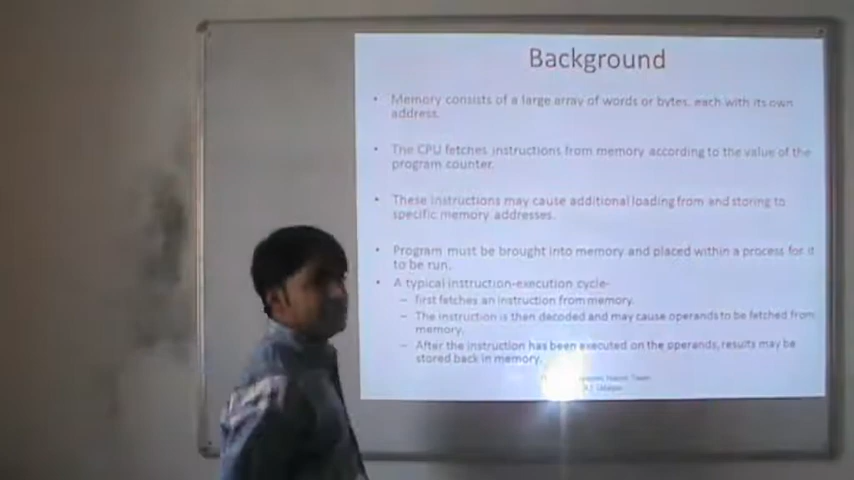 Background
• Memory consists of a large array of words or bytes, each with its own
address.
• The CPU fetches instructions from memory according to the value of the
program counter.
• These instructions may cause additional loading from and storing to
specific memory addresses.
• Program must be brought into memory and placed within a process for it
to be run.
• A typical instruction-execution cycle-
– first fetches an instruction from memory.
– The instruction is then decoded and may cause operands to be fetched from
memory.
– After the instruction has been executed on the operands, results may be
stored back in memory.